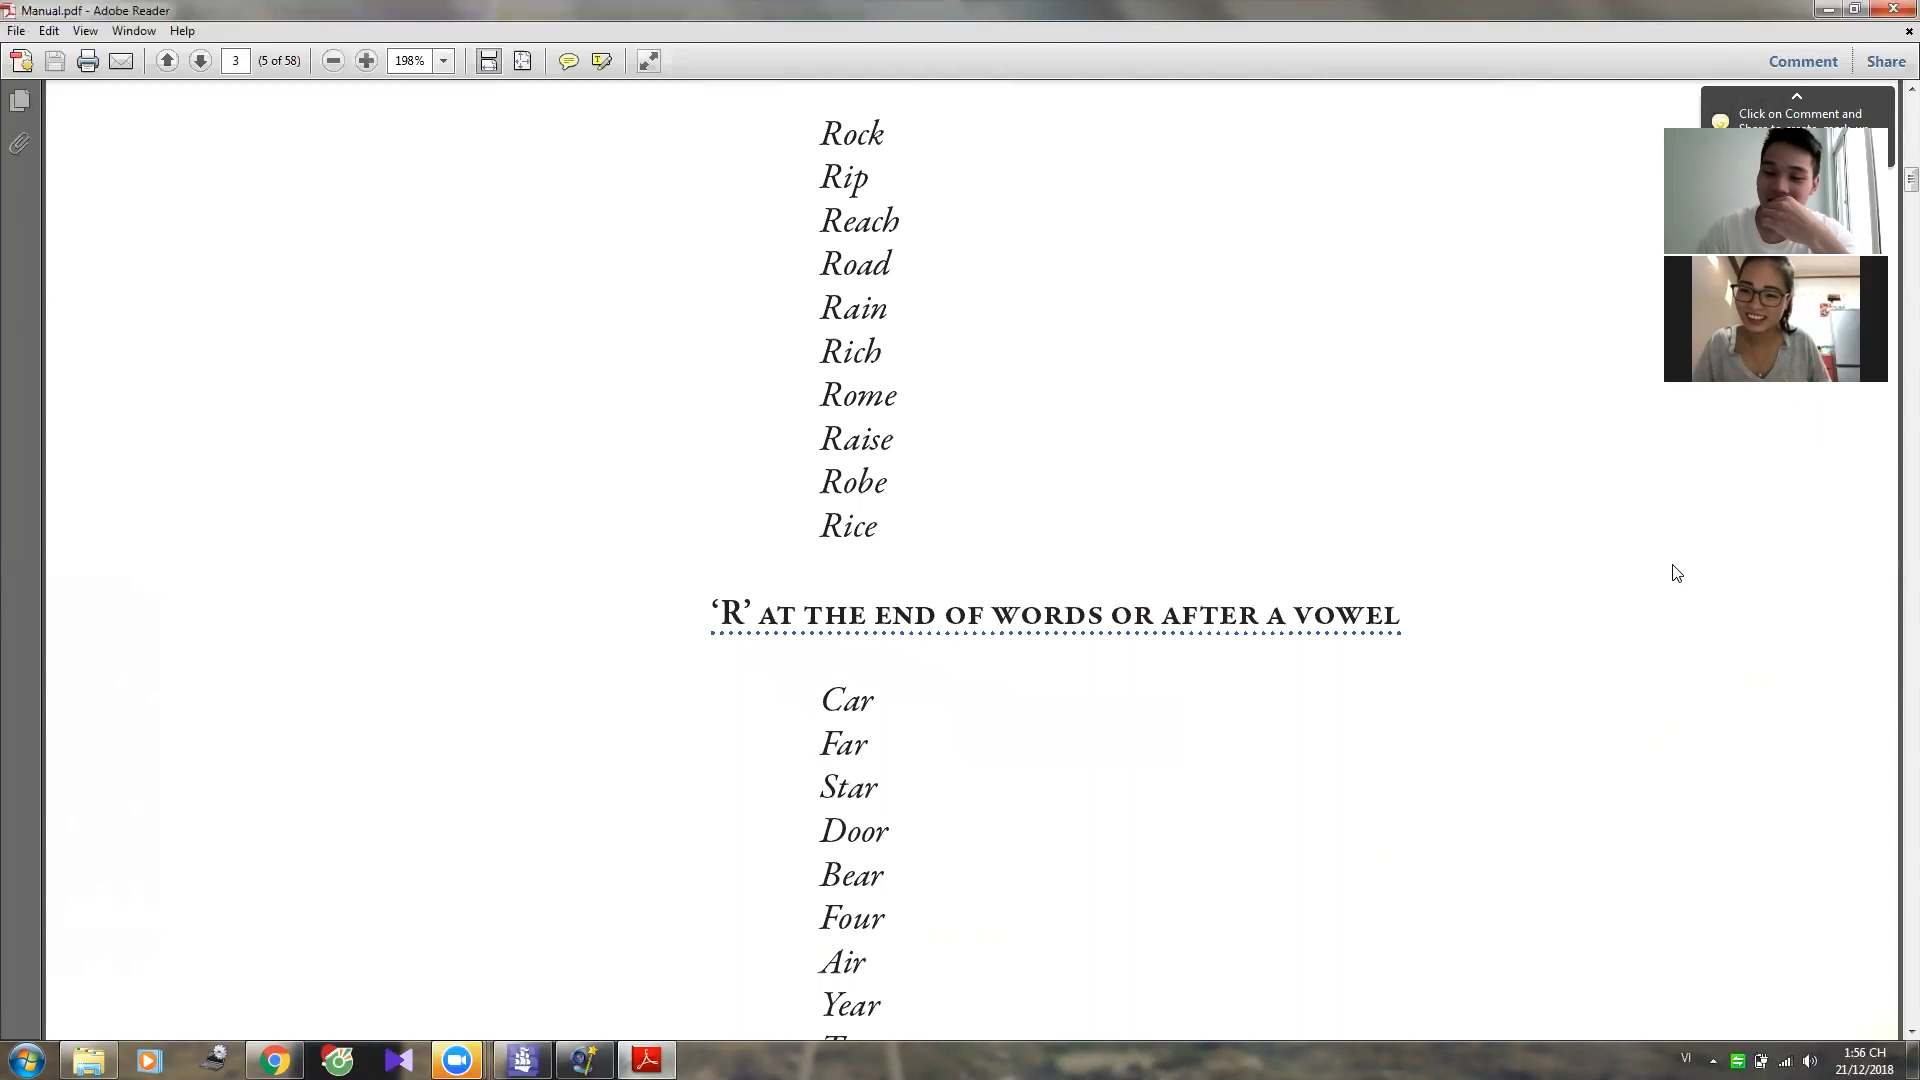 Manual.pdf - Adobe Reader
File Edit View Window Help
3 (5 of 58) 198% Comment Share
Click on Comment and
Rock
Rip
Reach
Road
Rain
Rich
Rome
Raise
Robe
Rice
‘R’ AT THE END OF WORDS OR AFTER A VOWEL
Car
Far
Star
Door
Bear
Four
Air
Year
VI 1:56 CH
21/12/2018